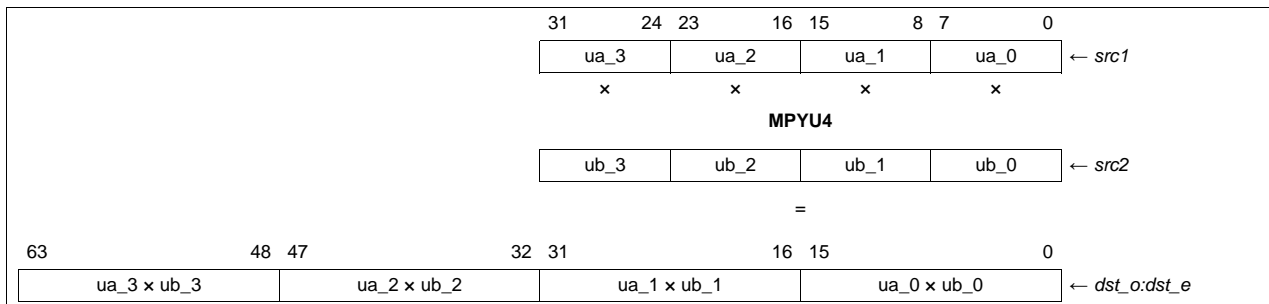 31 24 23 16 15 8 7 0
ua_3 ua_2 ua_1 ua_0 ← src1
× × × ×
MPYU4
ub_3 ub_2 ub_1 ub_0 ← src2
=
63 48 47 32 31 16 15 0
ua_3 × ub_3 ua_2 × ub_2 ua_1 × ub_1 ua_0 × ub_0 ← dst_o:dst_e